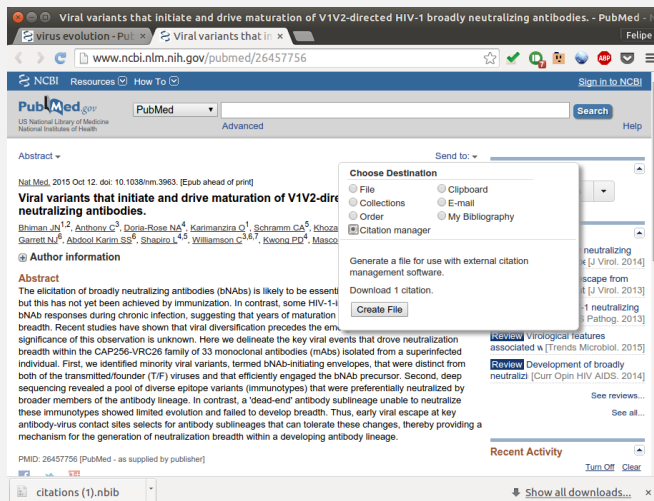 Viral variants that initiate and drive maturation of V1V2-directed HIV-1 broadly neutralizing antibodies. - PubMed -
virus evolution - Pub
Viral variants that in
Felipe
www.ncbi.nlm.nih.gov/pubmed/26457756
NCBI Resources How To Sign in to NCBI
PubMed.gov
US National Library of Medicine
National Institutes of Health
PubMed
Search
Advanced
Help
Abstract
Send to:
Choose Destination
File Clipboard
Collections E-mail
Order My Bibliography
Citation manager
Generate a file for use with external citation
management software.
Download 1 citation.
Create File
Nat Med. 2015 Oct 12. doi: 10.1038/nm.3963. [Epub ahead of print]
Viral variants that initiate and drive maturation of V1V2-dire
neutralizing antibodies.
Bhiman JN1,2, Anthony C3, Doria-Rose NA4, Karimanzira O1, Schramm CA5, Khoza
Garrett NJ6, Abdool Karim SS6, Shapiro L4,5, Williamson C3,6,7, Kwong PD4, Masco
Author information
Abstract
The elicitation of broadly neutralizing antibodies (bNAbs) is likely to be essenti
but this has not yet been achieved by immunization. In contrast, some HIV-1-i
bNAb responses during chronic infection, suggesting that years of maturation
breadth. Recent studies have shown that viral diversification precedes the em
significance of this observation is unknown. Here we delineate the key viral events that drove neutralization
breadth within the CAP256-VRC26 family of 33 monoclonal antibodies (mAbs) isolated from a superinfected
individual. First, we identified minority viral variants, termed bNAb-initiating envelopes, that were distinct from
both of the transmitted/founder (T/F) viruses and that efficiently engaged the bNAb precursor. Second, deep
sequencing revealed a pool of diverse epitope variants (immunotypes) that were preferentially neutralized by
broader members of the antibody lineage. In contrast, a 'dead-end' antibody sublineage unable to neutralize
these immunotypes showed limited evolution and failed to develop breadth. Thus, early viral escape at key
antibody-virus contact sites selects for antibody sublineages that can tolerate these changes, thereby providing a
mechanism for the generation of neutralization breadth within a developing antibody lineage.
PMID: 26457756 [PubMed - as supplied by publisher]
neutralizing
[J Virol. 2014]
scape from
[J Virol. 2013]
-1 neutralizing
S Pathog. 2013]
Review Virological features
associated w [Trends Microbiol. 2015]
Review Development of broadly
neutralizi [Curr Opin HIV AIDS. 2014]
See reviews...
See all...
Recent Activity
Turn Off Clear
citations (1).nbib
Show all downloads...